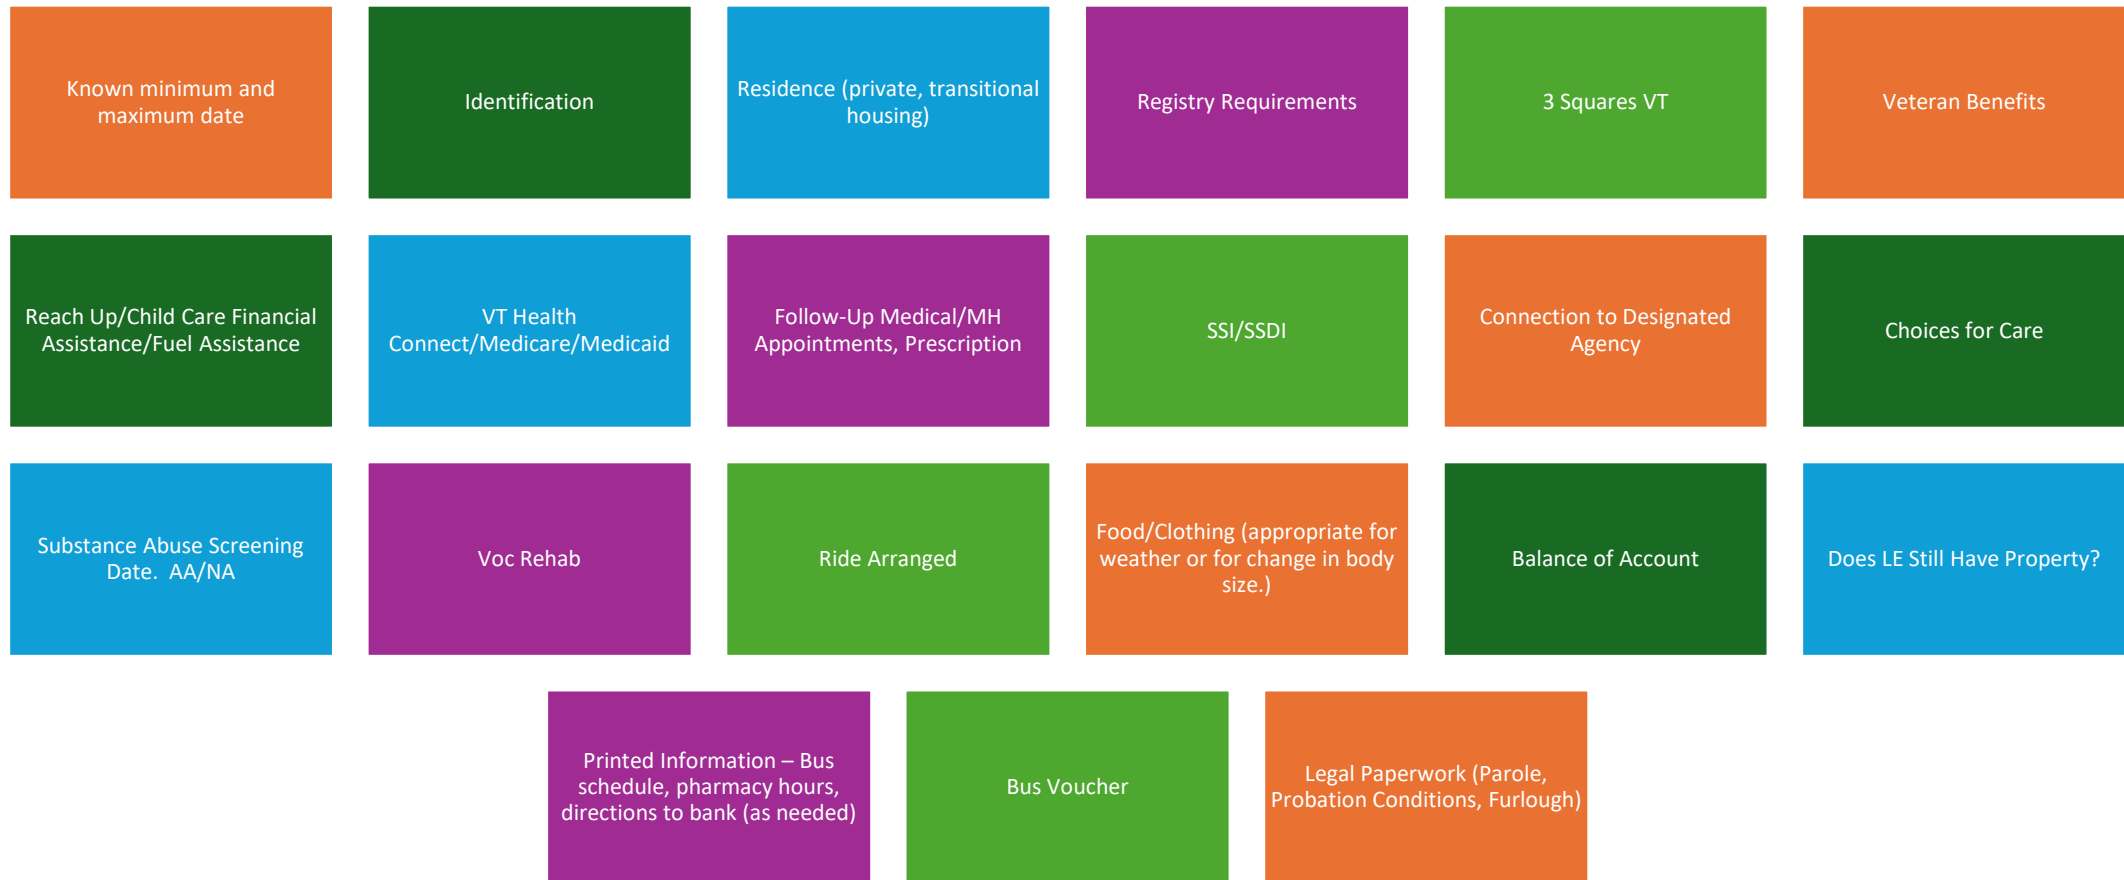 Known minimum and
maximum date
Identification
Residence (private, transitional
housing)
Registry Requirements
3 Squares VT
Veteran Benefits
Reach Up/Child Care Financial
Assistance/Fuel Assistance
VT Health
Connect/Medicare/Medicaid
Follow-Up Medical/MH
Appointments, Prescription
SSI/SSDI
Connection to Designated
Agency
Choices for Care
Substance Abuse Screening
Date.  AA/NA
Voc Rehab
Ride Arranged
Food/Clothing (appropriate for
weather or for change in body
size.)
Balance of Account
Does LE Still Have Property?
Printed Information – Bus
schedule, pharmacy hours,
directions to bank (as needed)
Bus Voucher
Legal Paperwork (Parole,
Probation Conditions, Furlough)